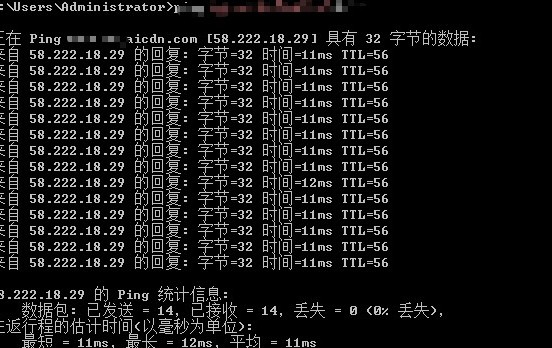 :\Users\Administrator>
正在 Ping aicdn.com [58.222.18.29] 具有 32 字节的数据:
来自 58.222.18.29 的回复: 字节=32 时间=11ms TTL=56
来自 58.222.18.29 的回复: 字节=32 时间=11ms TTL=56
来自 58.222.18.29 的回复: 字节=32 时间=11ms TTL=56
来自 58.222.18.29 的回复: 字节=32 时间=11ms TTL=56
来自 58.222.18.29 的回复: 字节=32 时间=11ms TTL=56
来自 58.222.18.29 的回复: 字节=32 时间=11ms TTL=56
来自 58.222.18.29 的回复: 字节=32 时间=11ms TTL=56
来自 58.222.18.29 的回复: 字节=32 时间=11ms TTL=56
来自 58.222.18.29 的回复: 字节=32 时间=12ms TTL=56
来自 58.222.18.29 的回复: 字节=32 时间=11ms TTL=56
来自 58.222.18.29 的回复: 字节=32 时间=11ms TTL=56
来自 58.222.18.29 的回复: 字节=32 时间=11ms TTL=56
来自 58.222.18.29 的回复: 字节=32 时间=11ms TTL=56
来自 58.222.18.29 的回复: 字节=32 时间=11ms TTL=56
8.222.18.29 的 Ping 统计信息:
数据包: 已发送 = 14，已接收 = 14，丢失 = 0 (0% 丢失)，
往返行程的估计时间(以毫秒为单位):
最短 = 11ms，最长 = 12ms，平均 = 11ms